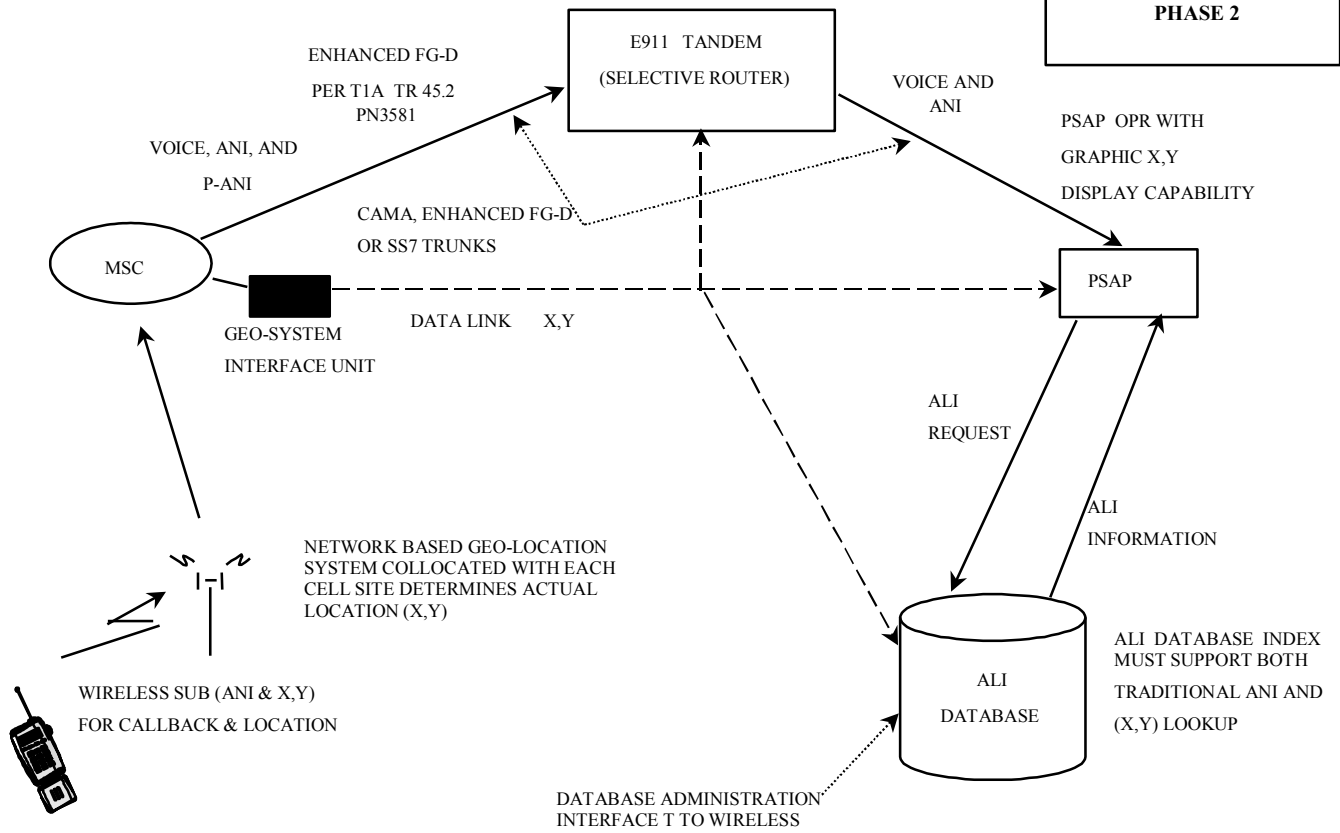 PHASE 2
E911 TANDEM
(SELECTIVE ROUTER)
ENHANCED FG-D
PER T1A TR 45.2
PN3581
VOICE AND
ANI
PSAP OPR WITH
GRAPHIC X,Y
DISPLAY CAPABILITY
VOICE, ANI, AND
P-ANI
CAMA, ENHANCED FG-D
OR SS7 TRUNKS
MSC
PSAP
DATA LINK X,Y
GEO-SYSTEM
INTERFACE UNIT
ALI
REQUEST
ALI
INFORMATION
NETWORK BASED GEO-LOCATION
SYSTEM COLLOCATED WITH EACH
CELL SITE DETERMINES ACTUAL
LOCATION (X,Y)
WIRELESS SUB (ANI & X,Y)
FOR CALLBACK & LOCATION
ALI
DATABASE
ALI DATABASE INDEX
MUST SUPPORT BOTH
TRADITIONAL ANI AND
(X,Y) LOOKUP
DATABASE ADMINISTRATION
INTERFACE T TO WIRELESS